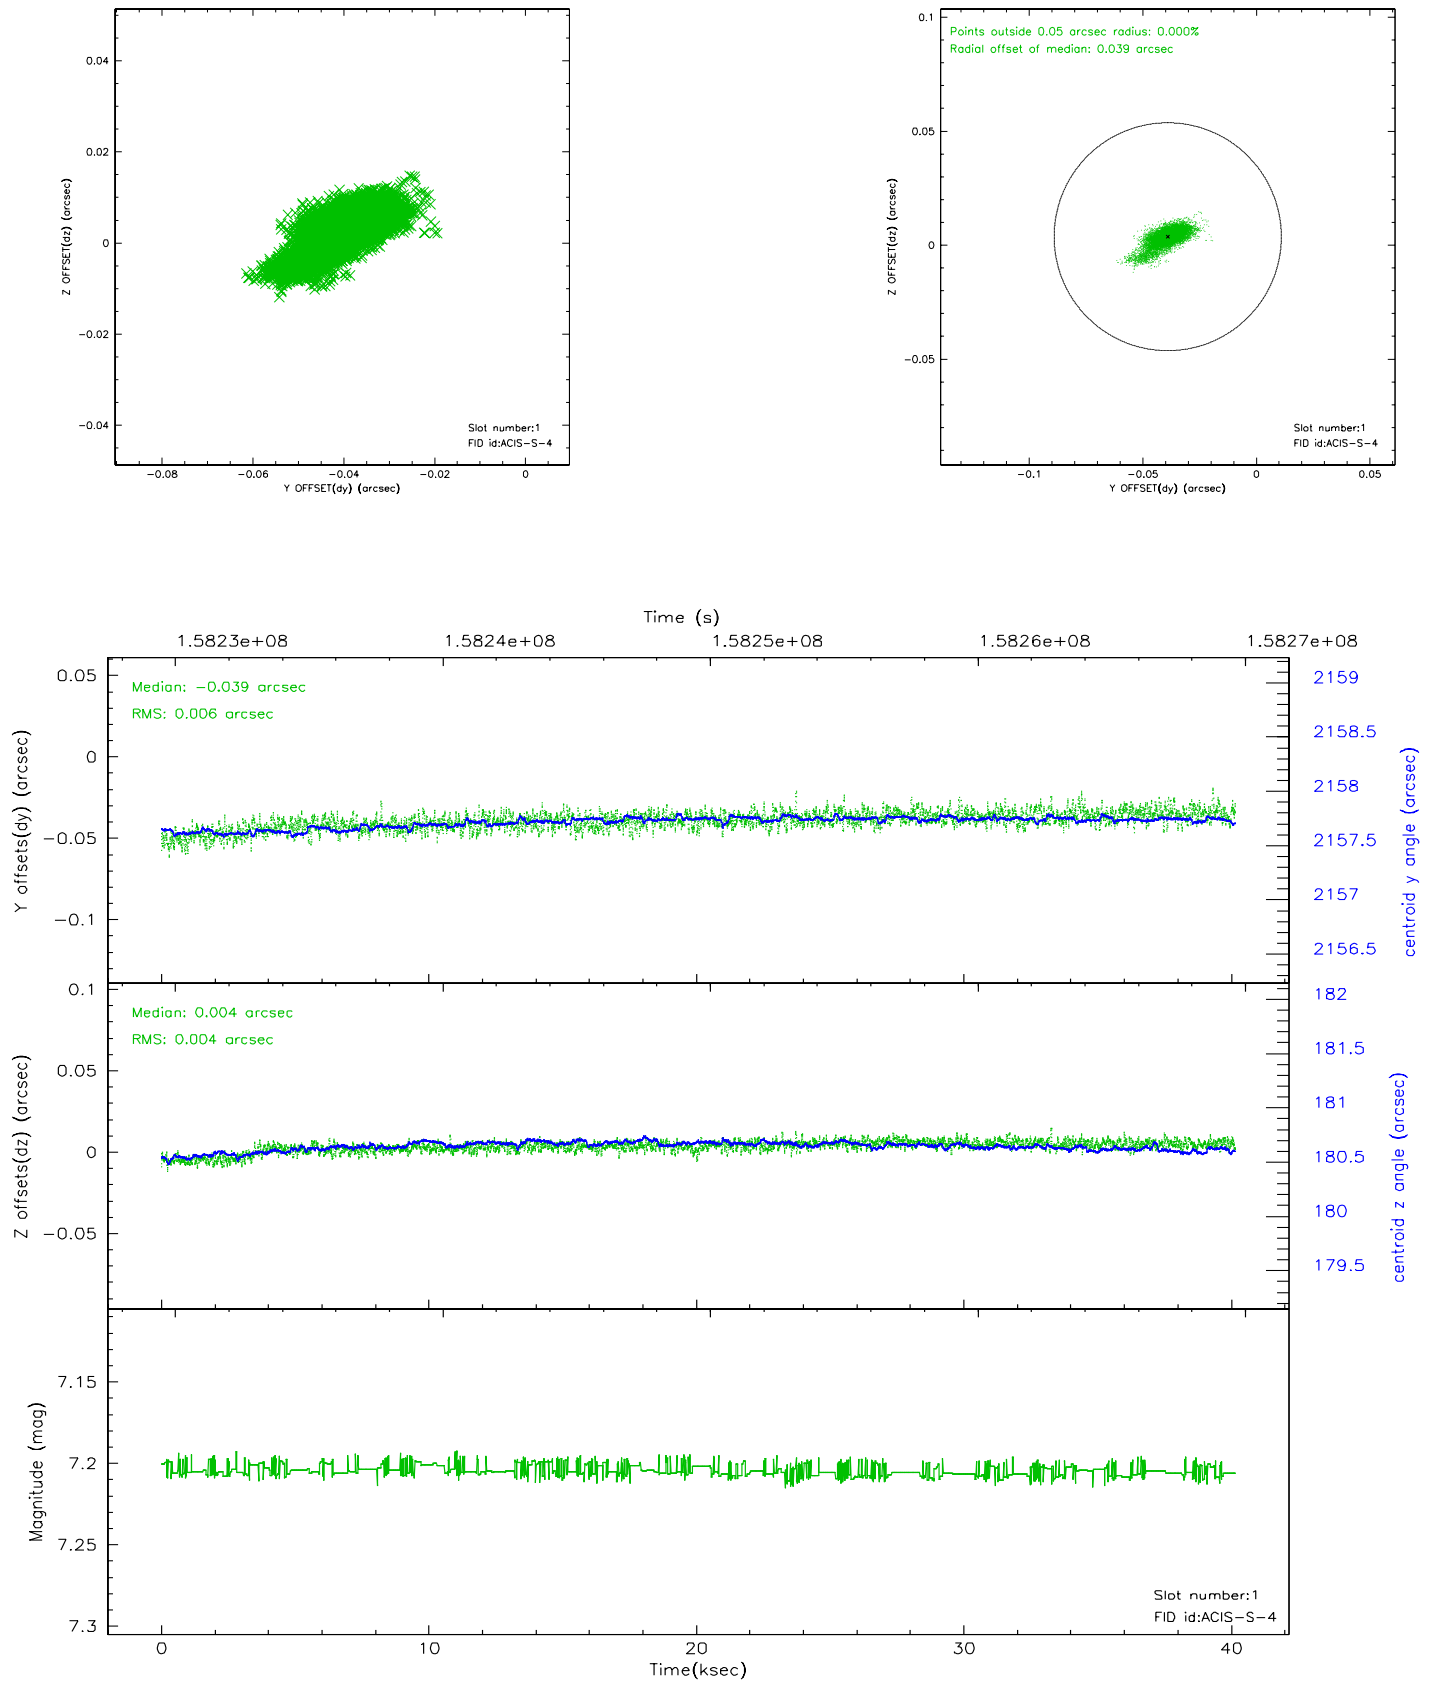 0.04
0.02
0
−0.02
−0.04
Z OFFSET(dz) (arcsec)
Slot number:1
FID id:ACIS−S−4
−0.08
−0.06
−0.04
−0.02
0
Y OFFSET(dy) (arcsec)
0.1
0.05
0
−0.05
Z OFFSET(dz) (arcsec)
Points outside 0.05 arcsec radius: 0.000%
Radial offset of median: 0.039 arcsec
Slot number:1
FID id:ACIS−S−4
−0.1
−0.05
0
0.05
Y OFFSET(dy) (arcsec)
Time (s)
1.5823e+08
1.5824e+08
1.5825e+08
1.5826e+08
1.5827e+08
0.05
0
−0.05
−0.1
Y offsets(dy) (arcsec)
Median: −0.039 arcsec
RMS: 0.006 arcsec
2159
2158.5
2158
2157.5
2157
2156.5
centroid y angle (arcsec)
0.1
0.05
0
−0.05
Z offsets(dz) (arcsec)
Median: 0.004 arcsec
RMS: 0.004 arcsec
182
181.5
181
180.5
180
179.5
centroid z angle (arcsec)
7.15
7.2
7.25
7.3
Magnitude (mag)
Slot number:1
FID id:ACIS−S−4
0
10
20
30
40
Time(ksec)